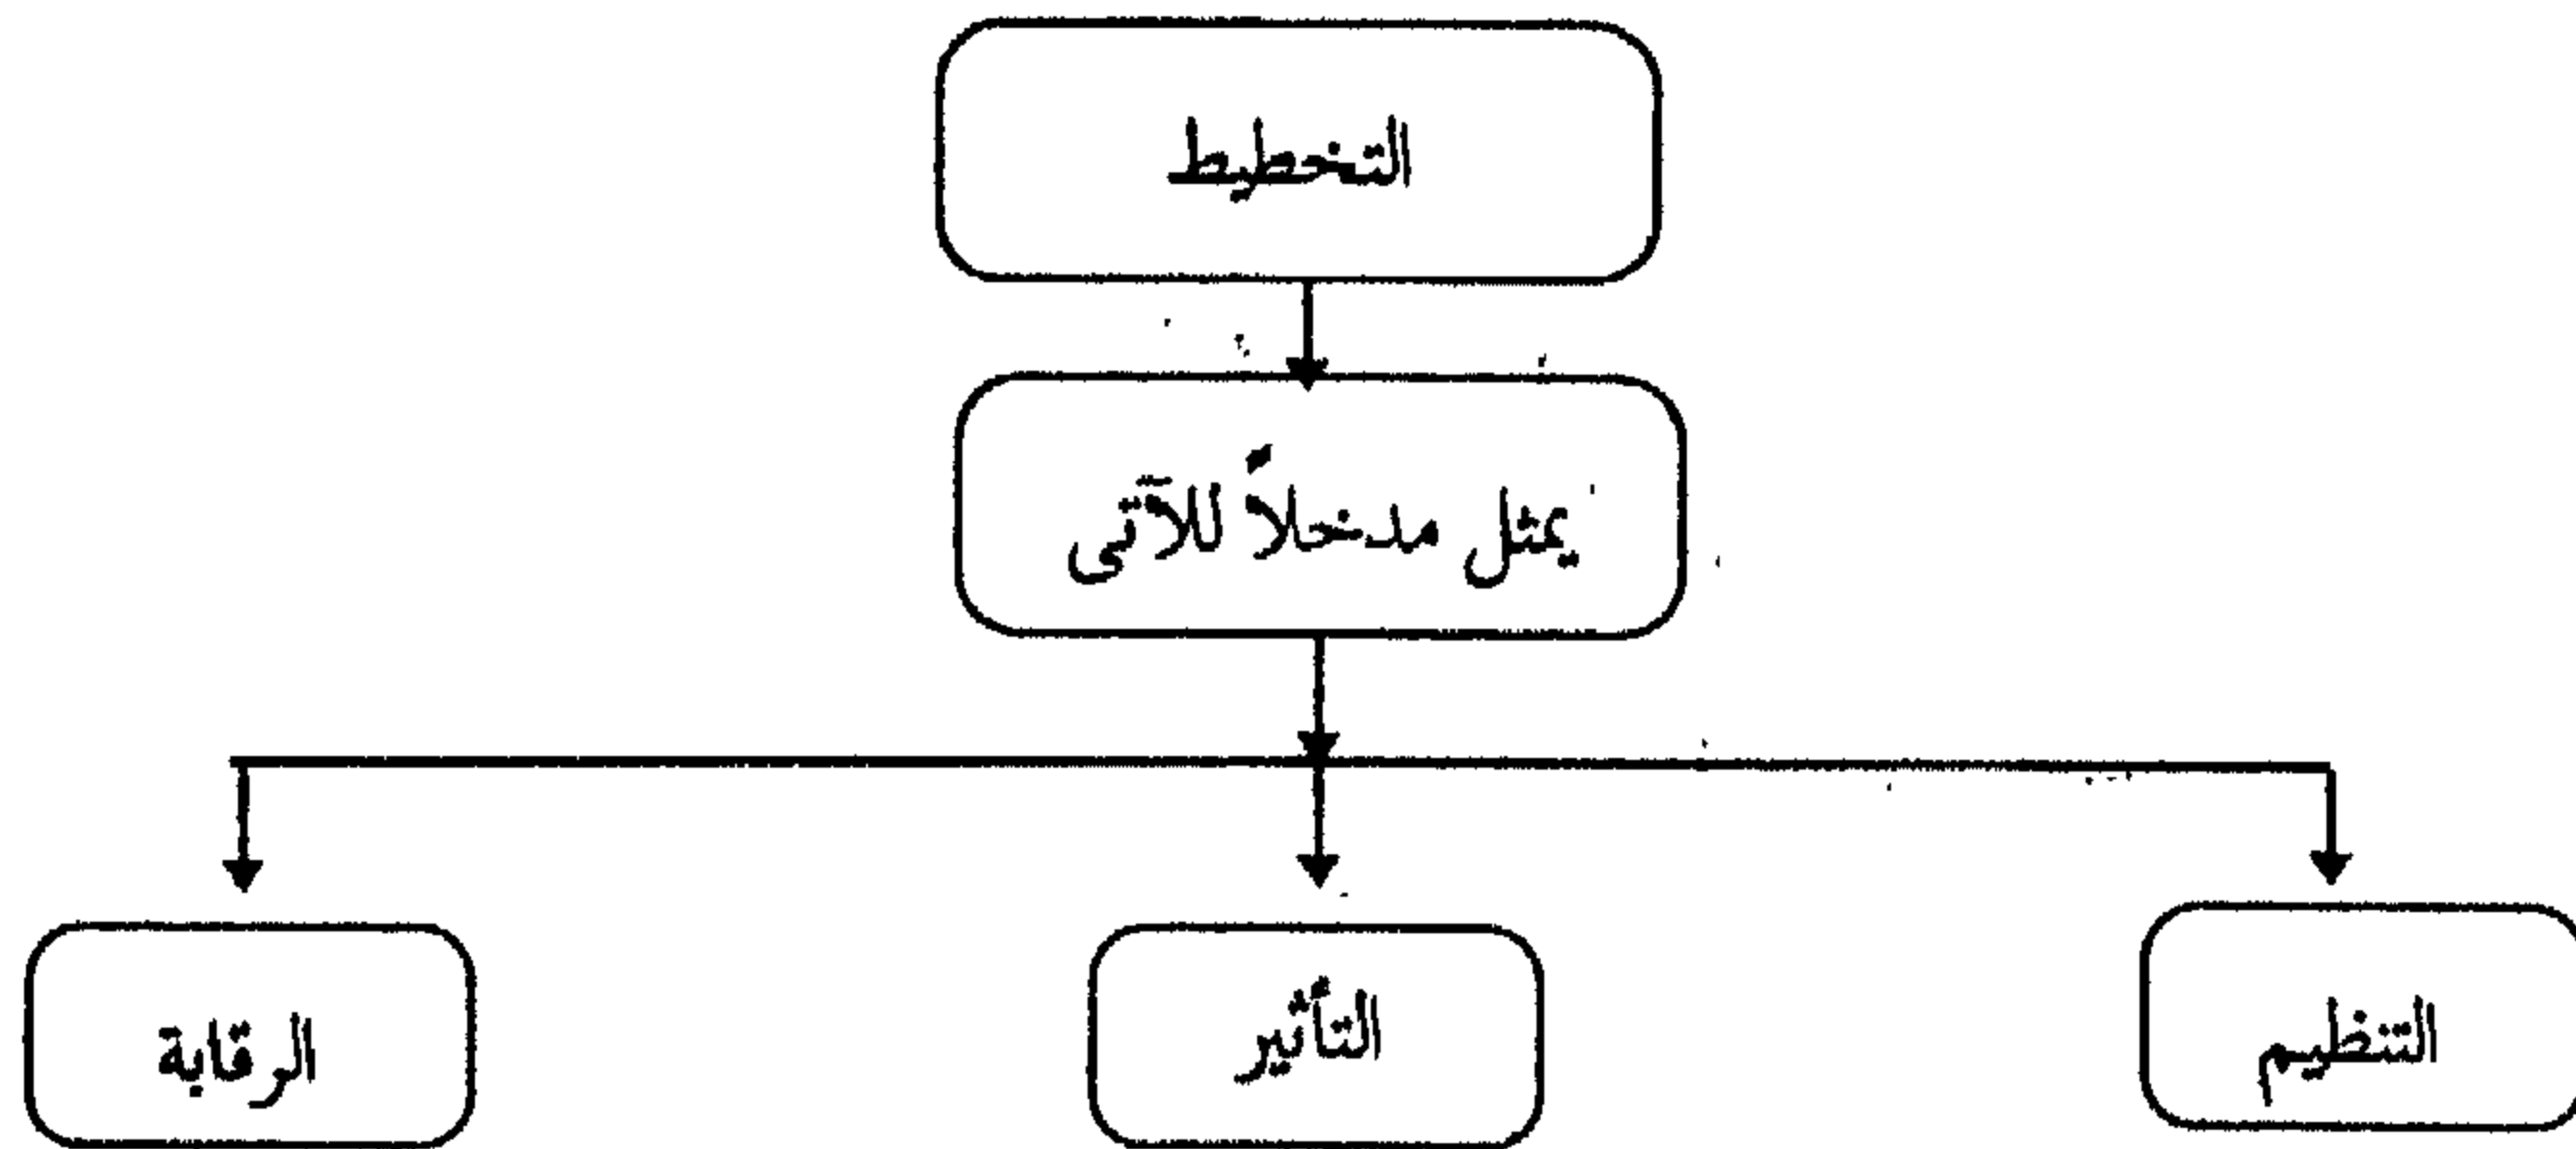 التخطيط
يمثل مدخلاً للآتى
التنظيم
التأثير
الرقابة